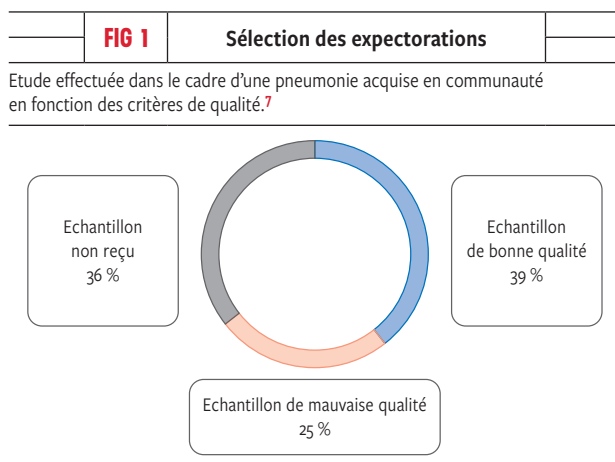 FIG 1
Sélection des expectorations
Etude effectuée dans le cadre d'une pneumonie acquise en communauté
en fonction des critères de qualité.7
Echantillon
non reçu
36 %
Echantillon
de bonne qualité
39 %
Echantillon de mauvaise qualité
25 %